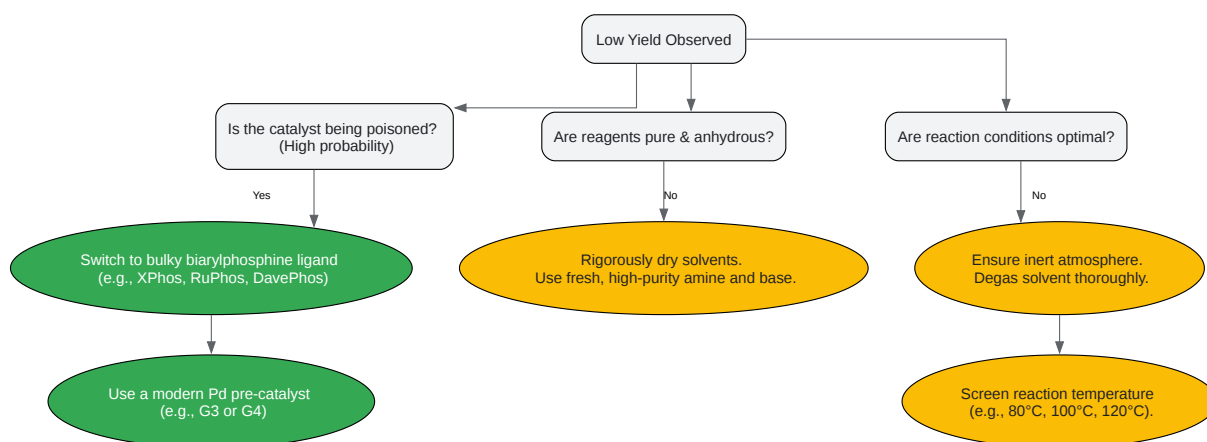 Low Yield Observed
Is the catalyst being poisoned?
(High probability)
Are reagents pure & anhydrous?
Are reaction conditions optimal?
Yes
No
No
Switch to bulky biarylphosphine ligand
(e.g., XPhos, RuPhos, DavePhos)
Rigorously dry solvents.
Use fresh, high-purity amine and base.
Ensure inert atmosphere.
Degas solvent thoroughly.
Use a modern Pd pre-catalyst
(e.g., G3 or G4)
Screen reaction temperature
(e.g., 80°C, 100°C, 120°C).